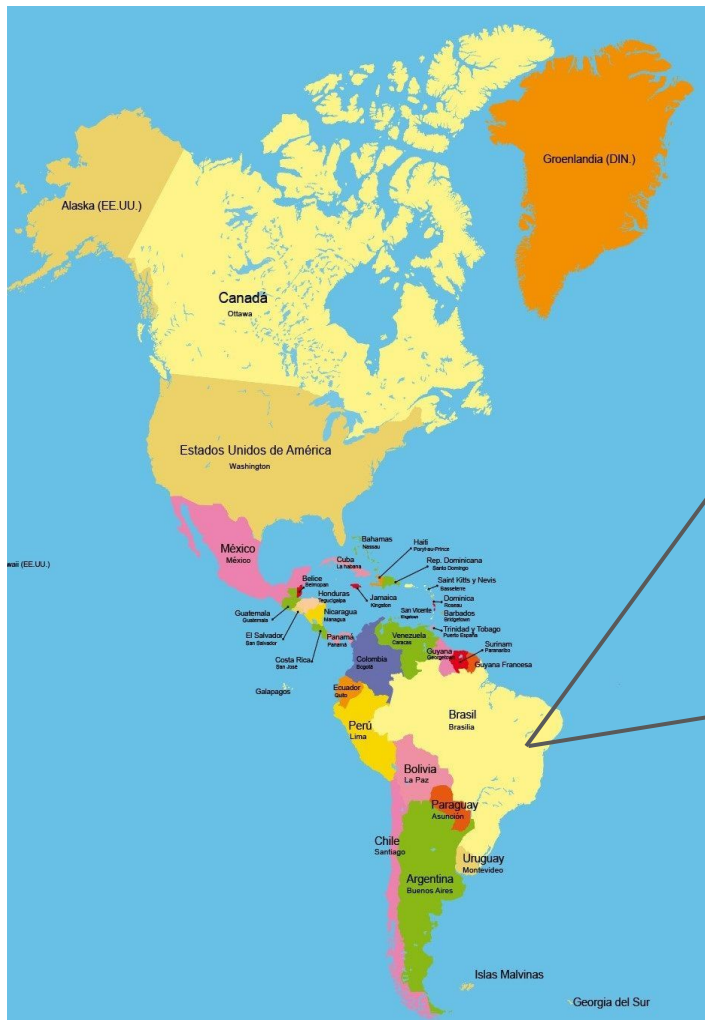 Groenlandia (DIN.)
Alaska (EE.UU.)
Canadá
Ottawa
Estados Unidos de América
Washington
México
México
waii (EE.UU.)
Bahamas
Nassau
Haití
Poryt-au-Prince
Cuba
La habana
Rep. Dominicana
Santo Domingo
Belice
Belmopan
Saint Kitts y Nevis
Basseterre
Honduras
Tegucigalpa
Jamaica
Kingston
Dominica
Roseau
San Vicente
Kingstown
Barbados
Bridgetown
Guatemala
Guatemala
Nicaragua
Managua
Trinidad y Tobago
Puerto España
El Salvador
San Salvador
Panamá
Panamá
Venezuela
Caracas
Surinam
Paramaribo
Guyana
Georgetown
Costa Rica
San José
Colombia
Bogotá
Guyana Francesa
Galapagos
Ecuador
Quito
Perú
Lima
Brasil
Brasilia
Bolivia
La Paz
Paraguay
Asunción
Chile
Santiago
Uruguay
Montevideo
Argentina
Buenos Aires
Islas Malvinas
Georgia del Sur